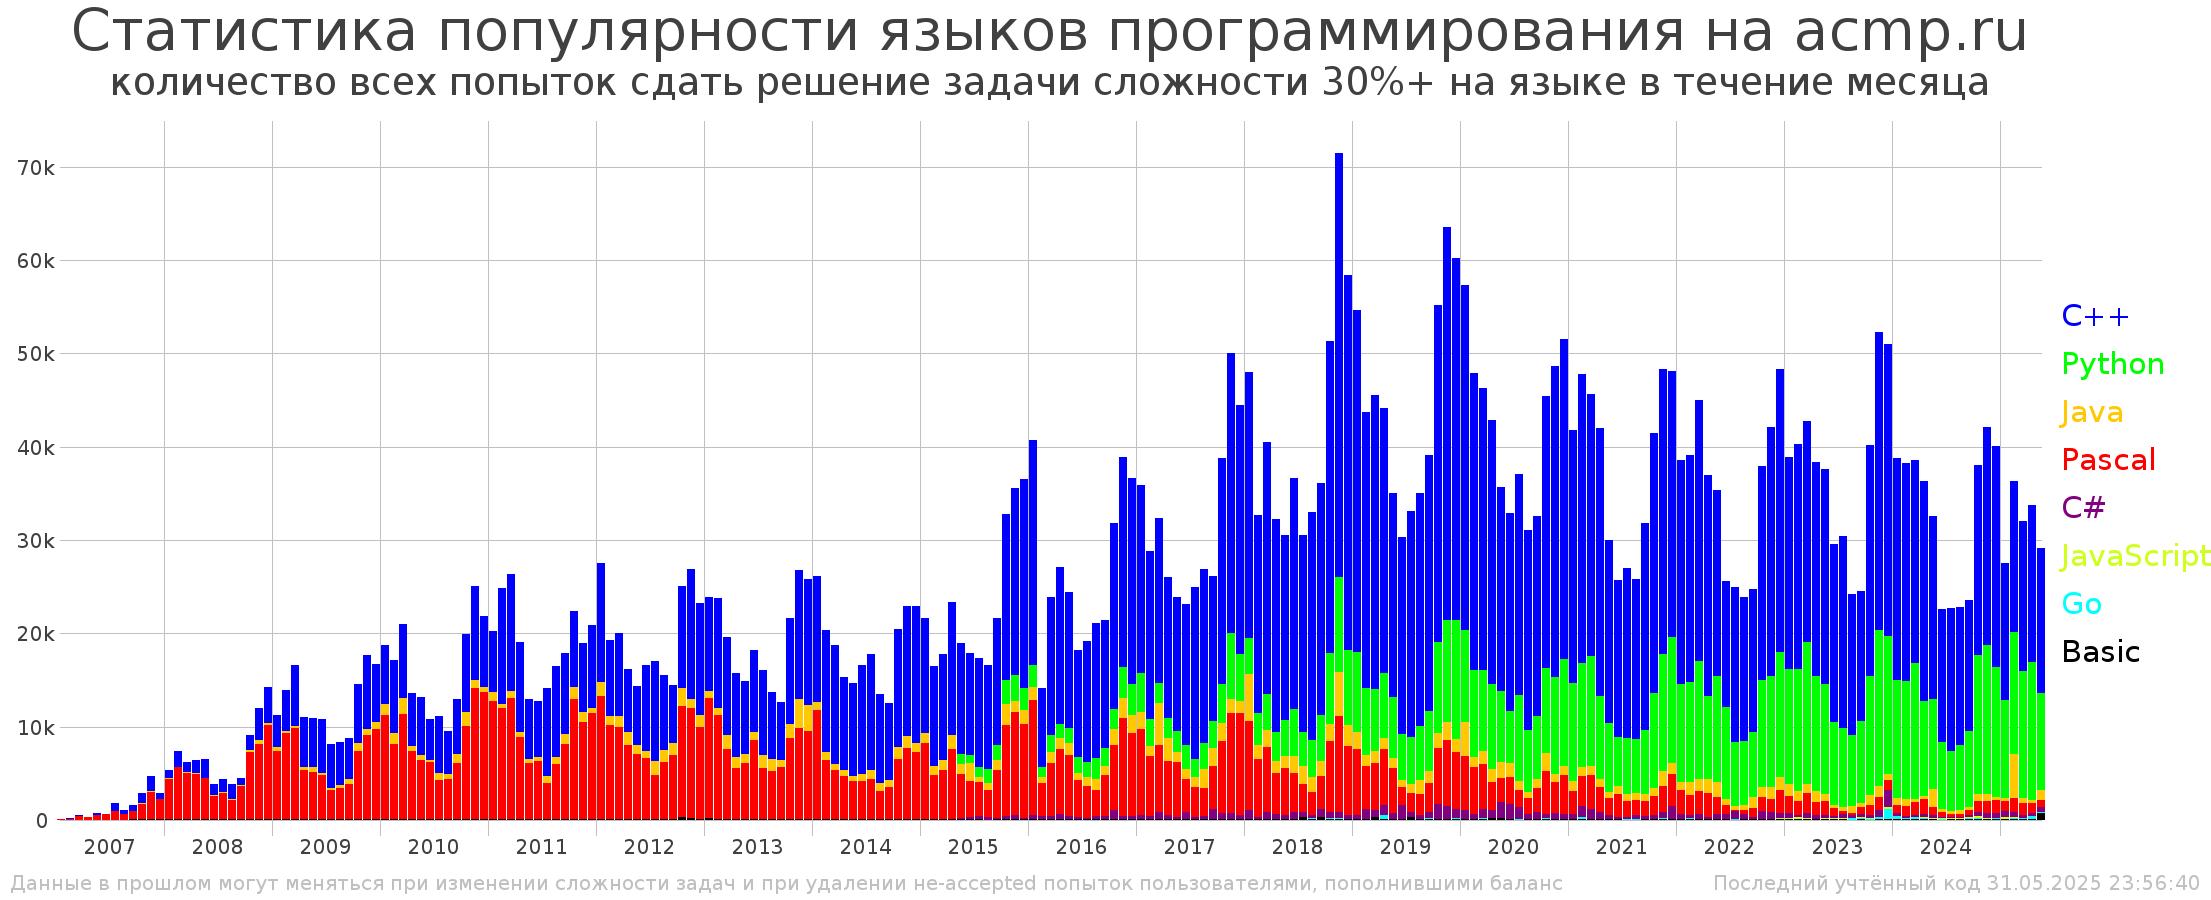 Статистика популярности языков программирования на acmp.ru
количество всех попыток сдать решение задачи сложности 30%+ на языке в течение месяца
70k
60k
50k
40k
30k
20k
10k
0
C++
Python
Java
Pascal
C#
JavaScript
Go
Basic
2007 2008 2009 2010 2011 2012 2013 2014 2015 2016 2017 2018 2019 2020 2021 2022 2023 2024
Данные в прошлом могут меняться при изменении сложности задач и при удалении не-accepted попыток пользователями, пополнившими баланс
Последний учтённый код 31.05.2025 23:56:40